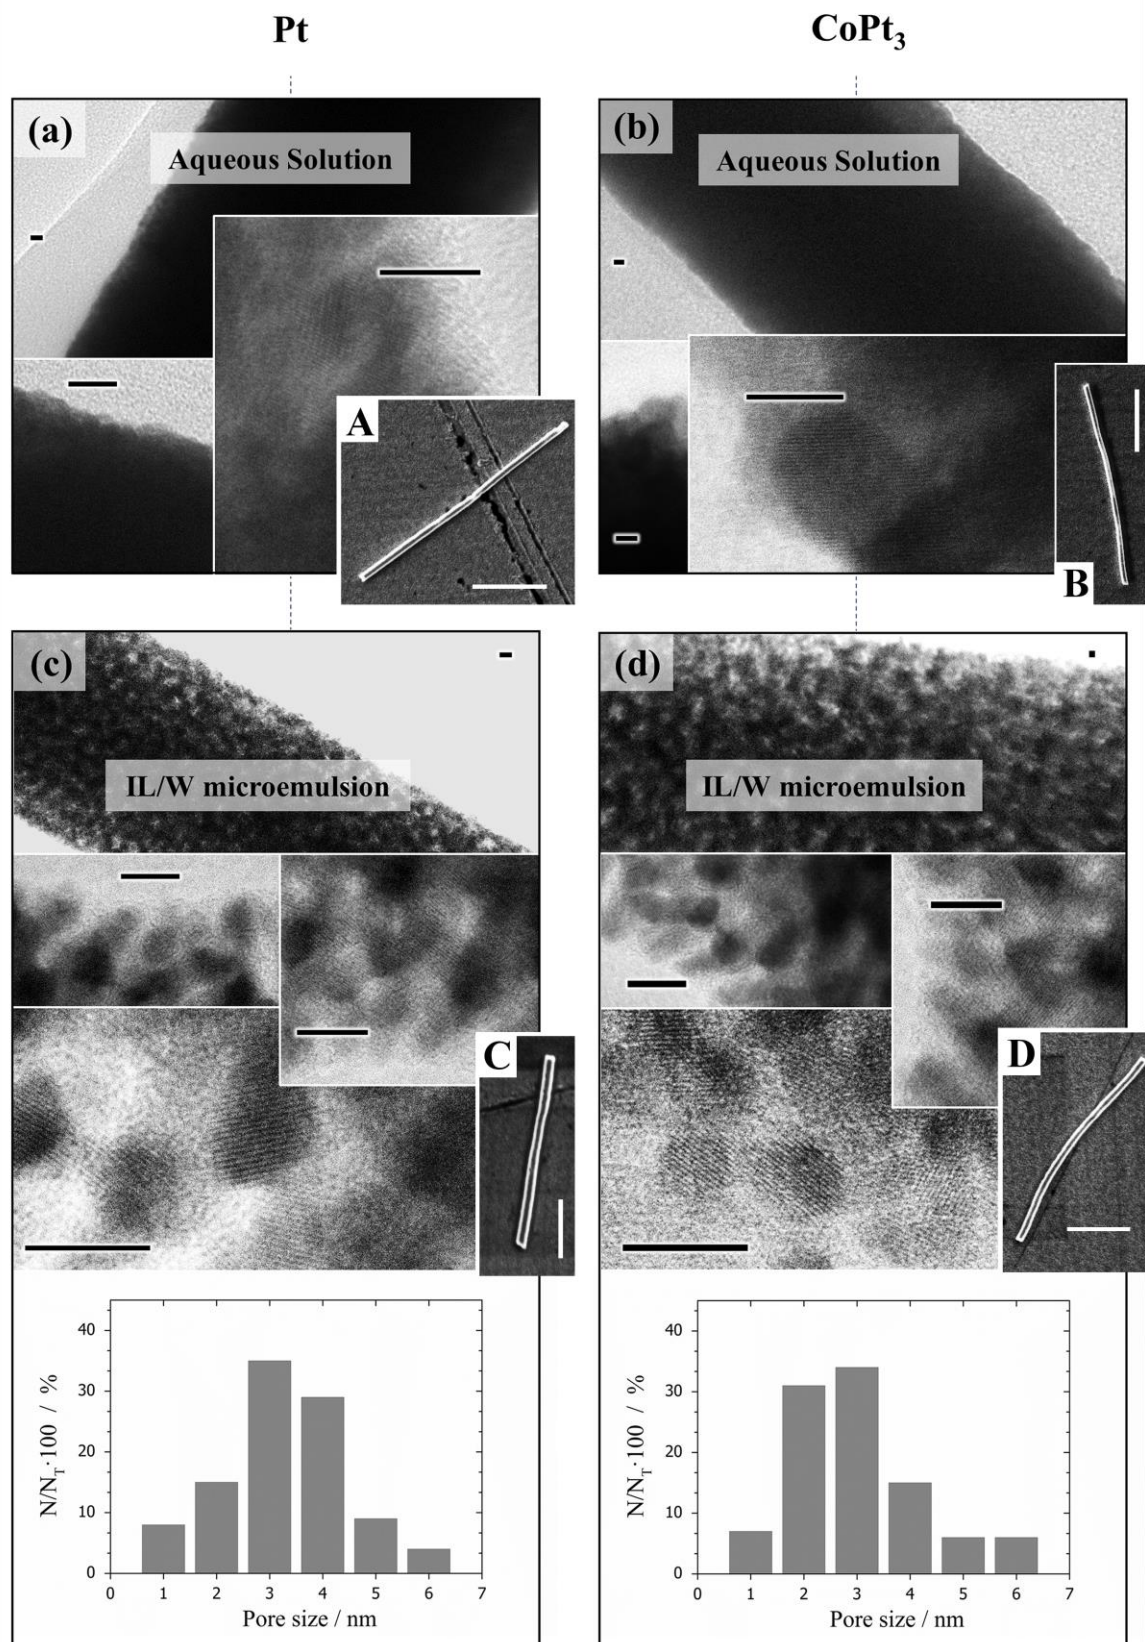 Pt
CoPt₃
(a)
Aqueous Solution
A
(b)
Aqueous Solution
B
(c)
IL/W microemulsion
C
(d)
IL/W microemulsion
D
N/N_T·100 / %
40
30
20
10
0
0 1 2 3 4 5 6 7
Pore size / nm
N/N_T·100 / %
40
30
20
10
0
0 1 2 3 4 5 6 7
Pore size / nm